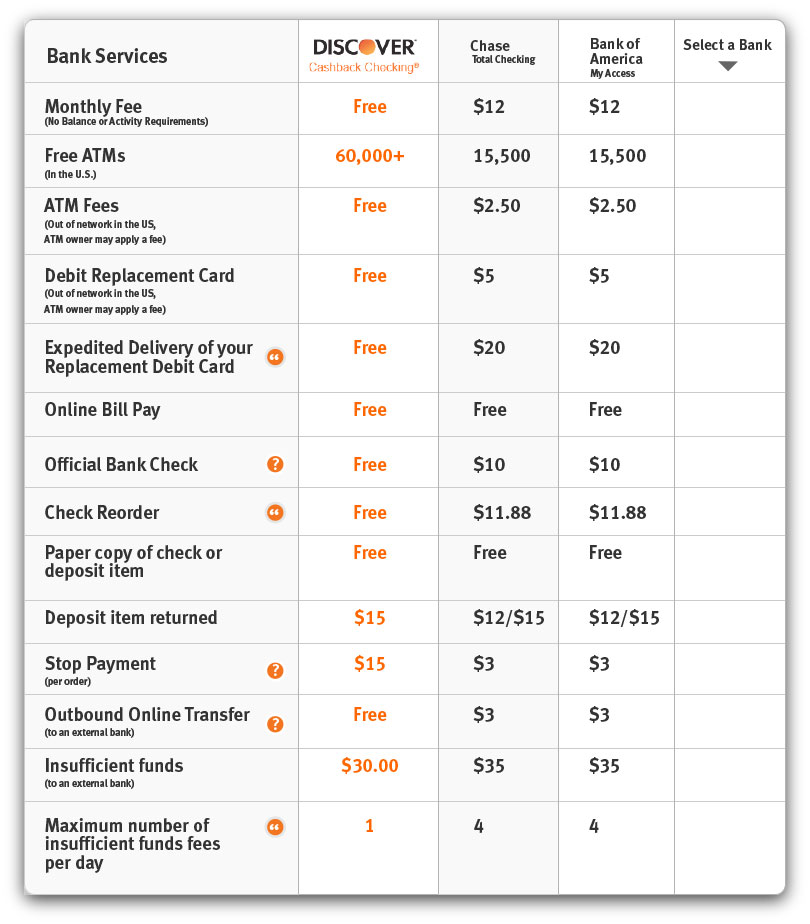 Bank Services
DISCOVER
Cashback Checking®
Chase
Total Checking
Bank of
America
My Access
Select a Bank
Monthly Fee
(No Balance or Activity Requirements)
Free
$12
$12
Free ATMs
(In the U.S.)
60,000+
15,500
15,500
ATM Fees
(Out of network in the US,
ATM owner may apply a fee)
Free
$2.50
$2.50
Debit Replacement Card
(Out of network in the US,
ATM owner may apply a fee)
Free
$5
$5
Expedited Delivery of your
Replacement Debit Card
“
Free
$20
$20
Online Bill Pay
Free
Free
Free
Official Bank Check
?
Free
$10
$10
Check Reorder
“
Free
$11.88
$11.88
Paper copy of check or
deposit item
Free
Free
Free
Deposit item returned
$15
$12/$15
$12/$15
Stop Payment
(per order)
?
$15
$3
$3
Outbound Online Transfer
(to an external bank)
?
Free
$3
$3
Insufficient funds
(to an external bank)
$30.00
$35
$35
Maximum number of
insufficient funds fees
per day
“
1
4
4